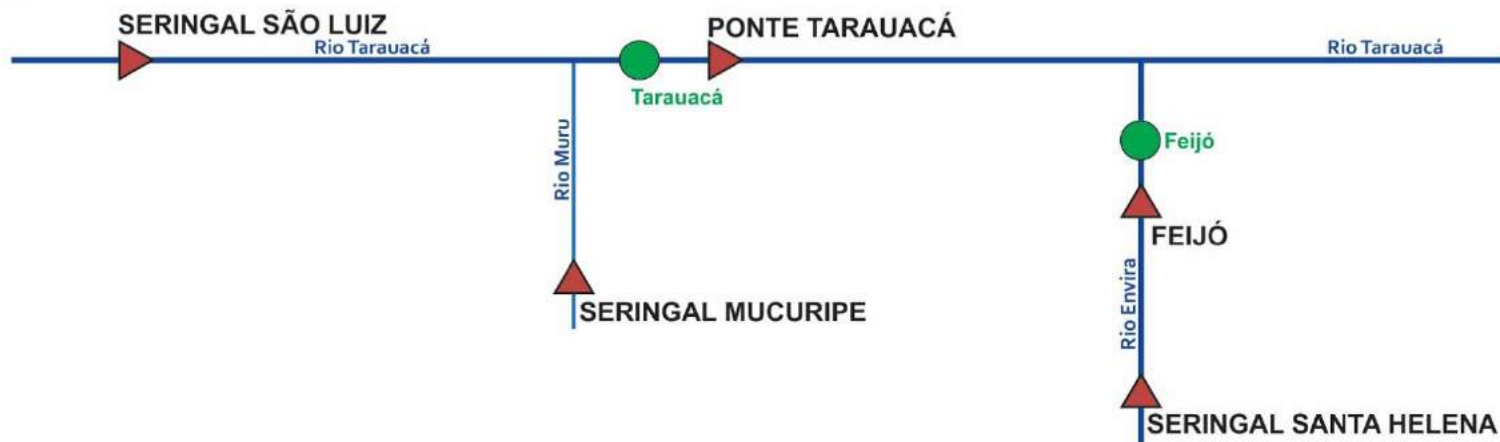 SERINGAL SÃO LUIZ
Rio Tarauacá
PONTE TARAUACÁ
Rio Tarauacá
Tarauacá
Rio Muru
Feijó
FEIJÓ
SERINGAL MUCURIPE
Rio Envira
SERINGAL SANTA HELENA